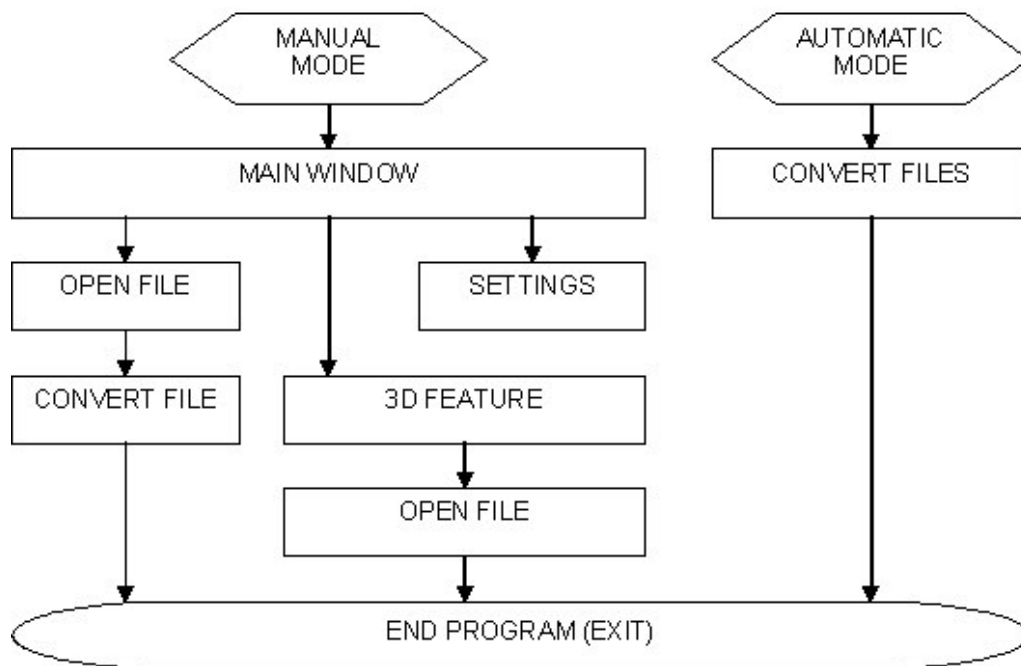 MANUAL
MODE
AUTOMATIC
MODE
MAIN WINDOW
CONVERT FILES
OPEN FILE
SETTINGS
CONVERT FILE
3D FEATURE
OPEN FILE
END PROGRAM (EXIT)